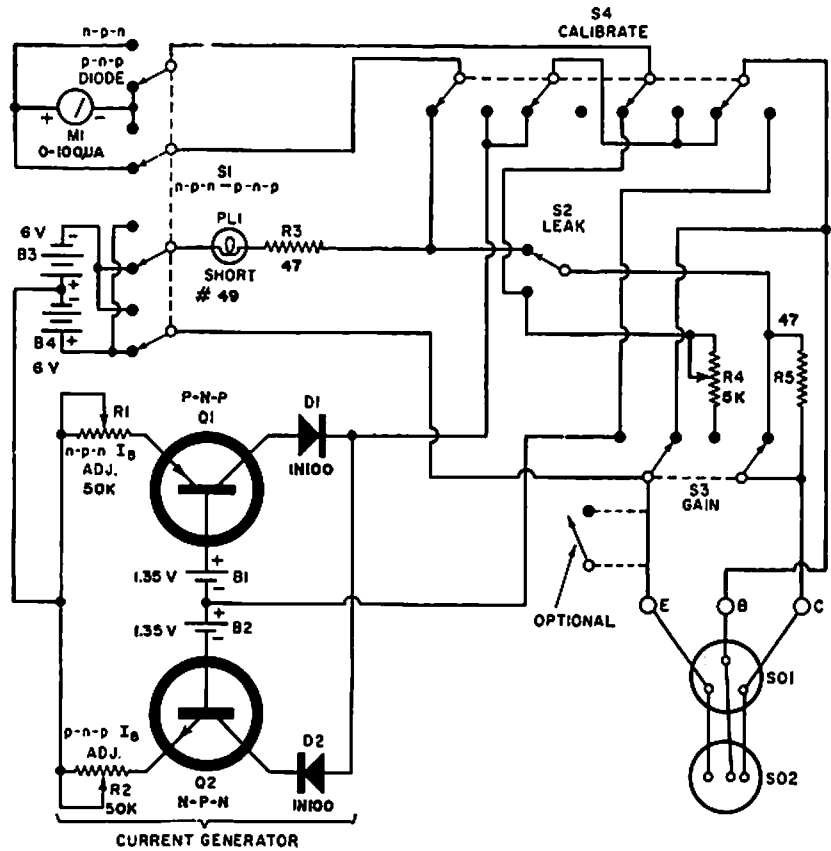 S4
CALIBRATE
n-p-n
p-n-p
DIODE
+ -
M1
0-100µA
S1
n-p-n — p-n-p
PL1
SHORT
# 49
R3
47
S2
LEAK
6 V
B3
-
+
-
B4
+
6 V
47
R4
5K
R5
P-N-P
Q1
D1
1N100
R1
n-p-n IB
ADJ.
50K
S3
GAIN
+
1.35 V B1
-
+
1.35 V B2
-
OPTIONAL
E B C
SO1
SO2
p-n-p IB
ADJ.
R2
50K
Q2
N-P-N
D2
1N100
CURRENT GENERATOR